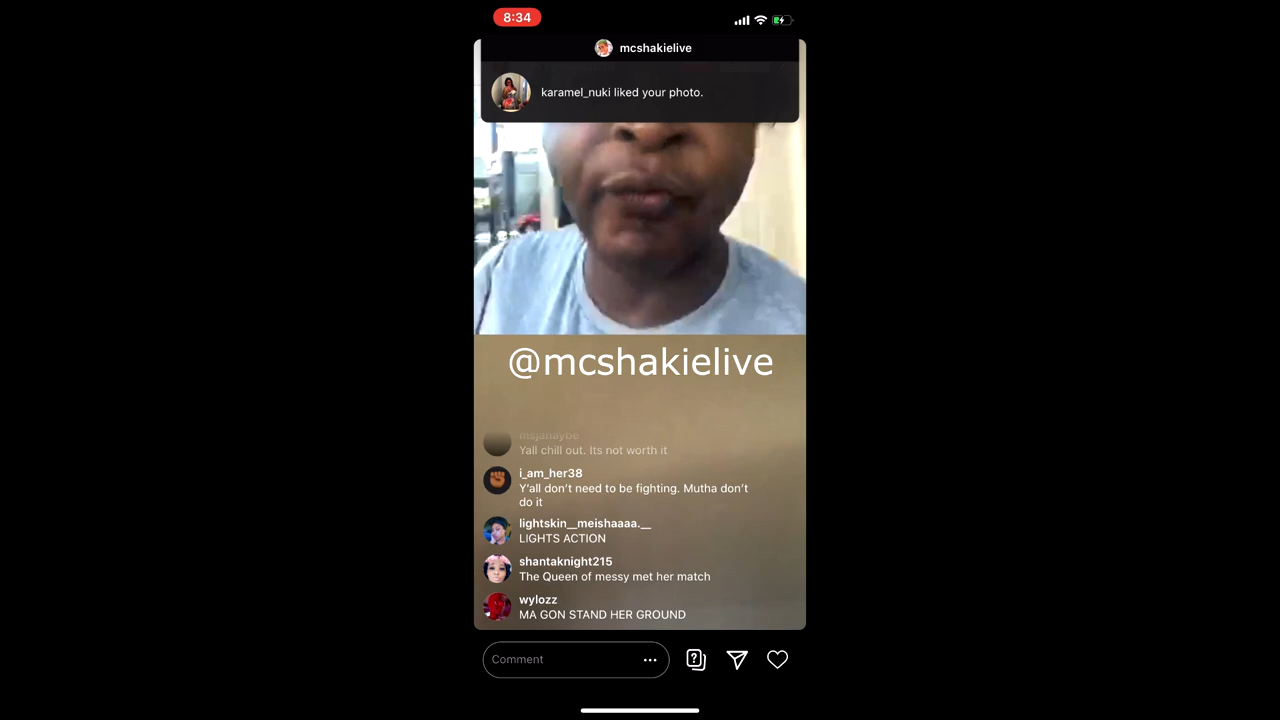 8:34
mcshakielive
karamel_nuki liked your photo.
@mcshakielive
msjanaybe
Yall chill out. Its not worth it
i_am_her38
Y'all don't need to be fighting. Mutha don't
do it
lightskin__meishaaaa.__
LIGHTS ACTION
shantaknight215
The Queen of messy met her match
wylozz
MA GON STAND HER GROUND
Comment